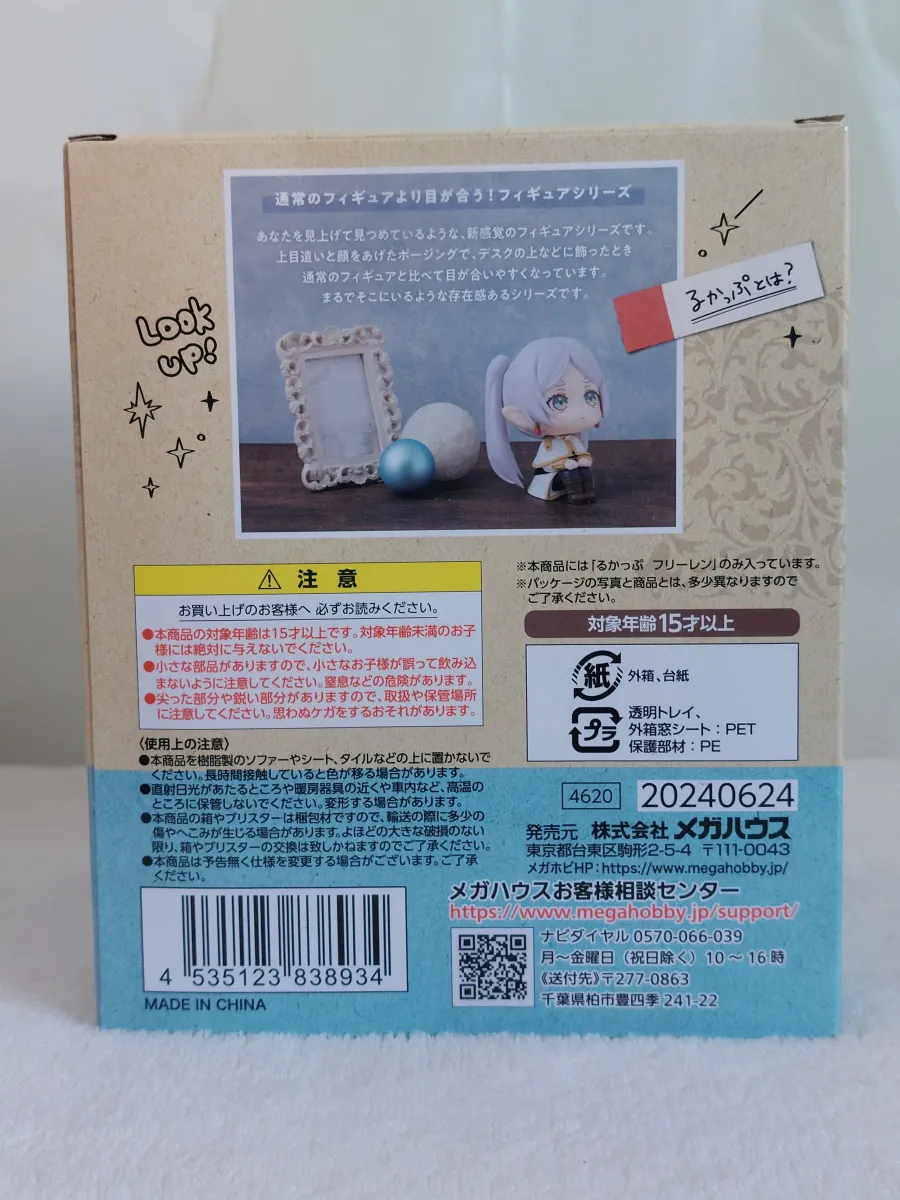 通常のフィギュアより目が合う!フィギュアシリーズ
あなたを見上げて見つめているような、新感覚のフィギュアシリーズです。
上目遣いと顔をあげたポージングで、デスクの上などに飾ったとき
通常のフィギュアと比べて目が合いやすくなっています。
まるでそこにいるような存在感あるシリーズです。
るかっぷとは?
Look
up!
⚠ 注意
お買い上げのお客様へ 必ずお読みください。
●本商品の対象年齢は15才以上です。対象年齢未満のお子
様には絶対に与えないでください。
●小さな部品がありますので、小さなお子様が誤って飲み込
まないように注意してください。窒息などの危険があります。
●尖った部分や鋭い部分がありますので、取扱や保管場所
に注意してください。思わぬケガをするおそれがあります。
〈使用上の注意〉
●本商品を樹脂製のソファーやシート、タイルなどの上に置かないで
ください。長時間接触していると色が移る場合があります。
●直射日光があたるところや暖房器具の近くや車内など、高温の
ところに保管しないでください。変形する場合があります。
●本商品の箱やブリスターは梱包材ですので、輸送の際に多少の
傷やへこみが生じる場合があります。よほどの大きな破損のない
限り、箱やブリスターの交換は致しかねますのでご了承ください。
●本商品は予告無く仕様を変更する場合がございます。ご了承
ください。
4 535123 838934
MADE IN CHINA
※本商品には「るかっぷ フリーレン」のみ入っています。
※パッケージの写真と商品とは、多少異なりますので
ご了承ください。
対象年齢15才以上
紙 外箱、台紙
プラ 透明トレイ、
外箱窓シート:PET
保護部材:PE
4620 20240624
発売元 株式会社 メガハウス
東京都台東区駒形2-5-4 〒111-0043
メガホビHP:https://www.megahobby.jp/
メガハウスお客様相談センター
https://www.megahobby.jp/support/
ナビダイヤル 0570-066-039
月~金曜日(祝日除く)10~16時
《送付先》〒277-0863
千葉県柏市豊四季241-22